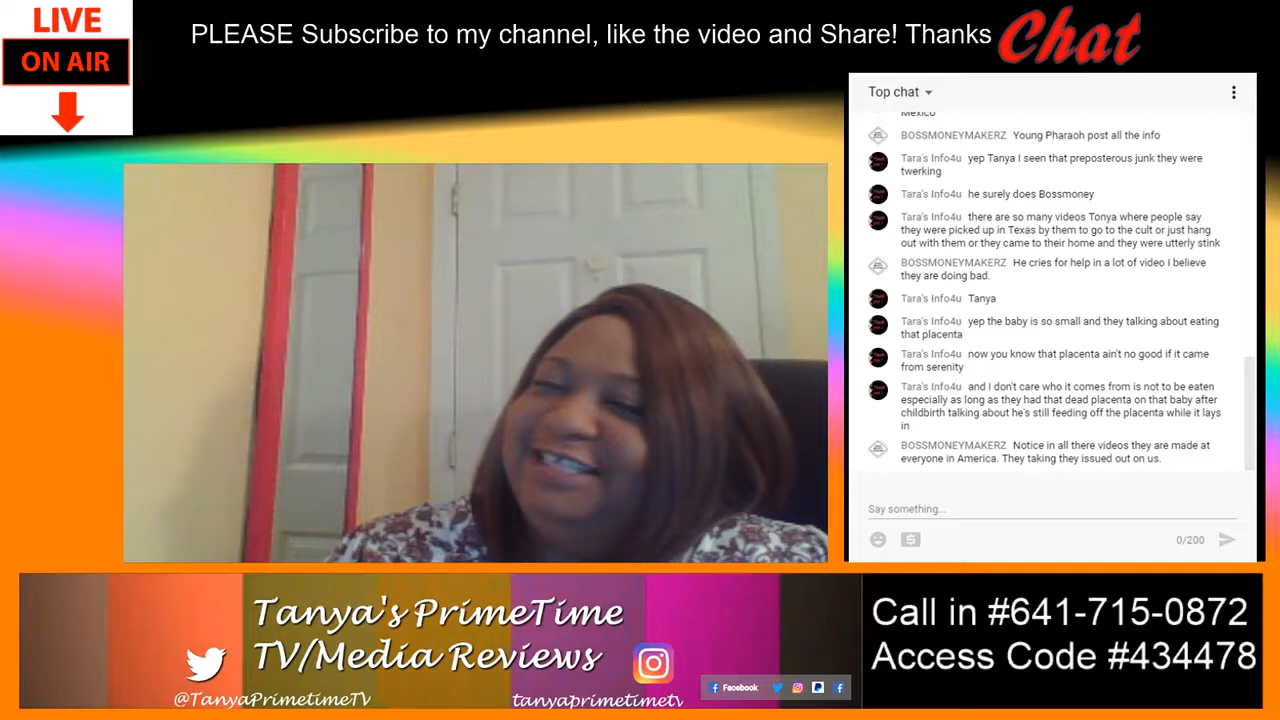 LIVE
ON AIR
PLEASE Subscribe to my channel, like the video and Share! Thanks
Chat
Top chat
Mexico
BOSSMONEYMAKERZ Young Pharaoh post all the info
Tara's Info4u yep Tanya I seen that preposterous junk they were
twerking
Tara's Info4u he surely does Bossmoney
Tara's Info4u there are so many videos Tonya where people say
they were picked up in Texas by them to go to the cult or just hang
out with them or they came to their home and they were utterly stink
BOSSMONEYMAKERZ He cries for help in a lot of video I believe
they are doing bad.
Tara's Info4u Tanya
Tara's Info4u yep the baby is so small and they talking about eating
that placenta
Tara's Info4u now you know that placenta ain't no good if it came
from serenity
Tara's Info4u and I don't care who it comes from is not to be eaten
especially as long as they had that dead placenta on that baby after
childbirth talking about he's still feeding off the placenta while it lays
in
BOSSMONEYMAKERZ Notice in all there videos they are made at
everyone in America. They taking they issued out on us.
Say something...
0/200
Tanya's PrimeTime
TV/Media Reviews
@TanyaPrimetimeTV
tanyaprimetimetv
Facebook
Call in #641-715-0872
Access Code #434478